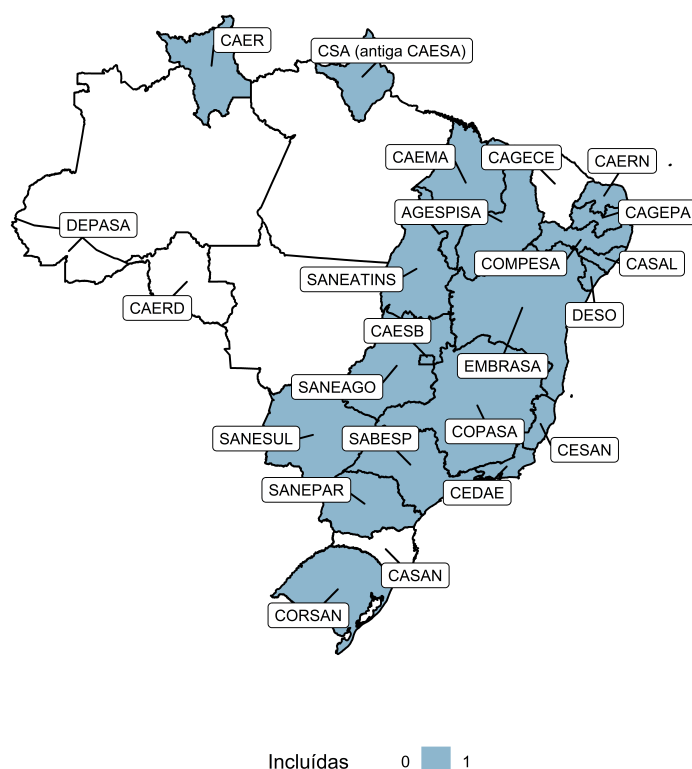 CAER
CSA (antiga CAESA)
CAEMA
CAGECE
CAERN
AGESPISA
CAGEPA
DEPASA
COMPESA
CASAL
SANEATINS
CAERD
DESO
CAESB
EMBRASA
SANEAGO
SANESUL
SABESP
COPASA
CESAN
SANEPAR
CEDAE
CASAN
CORSAN
Incluídas 0 1